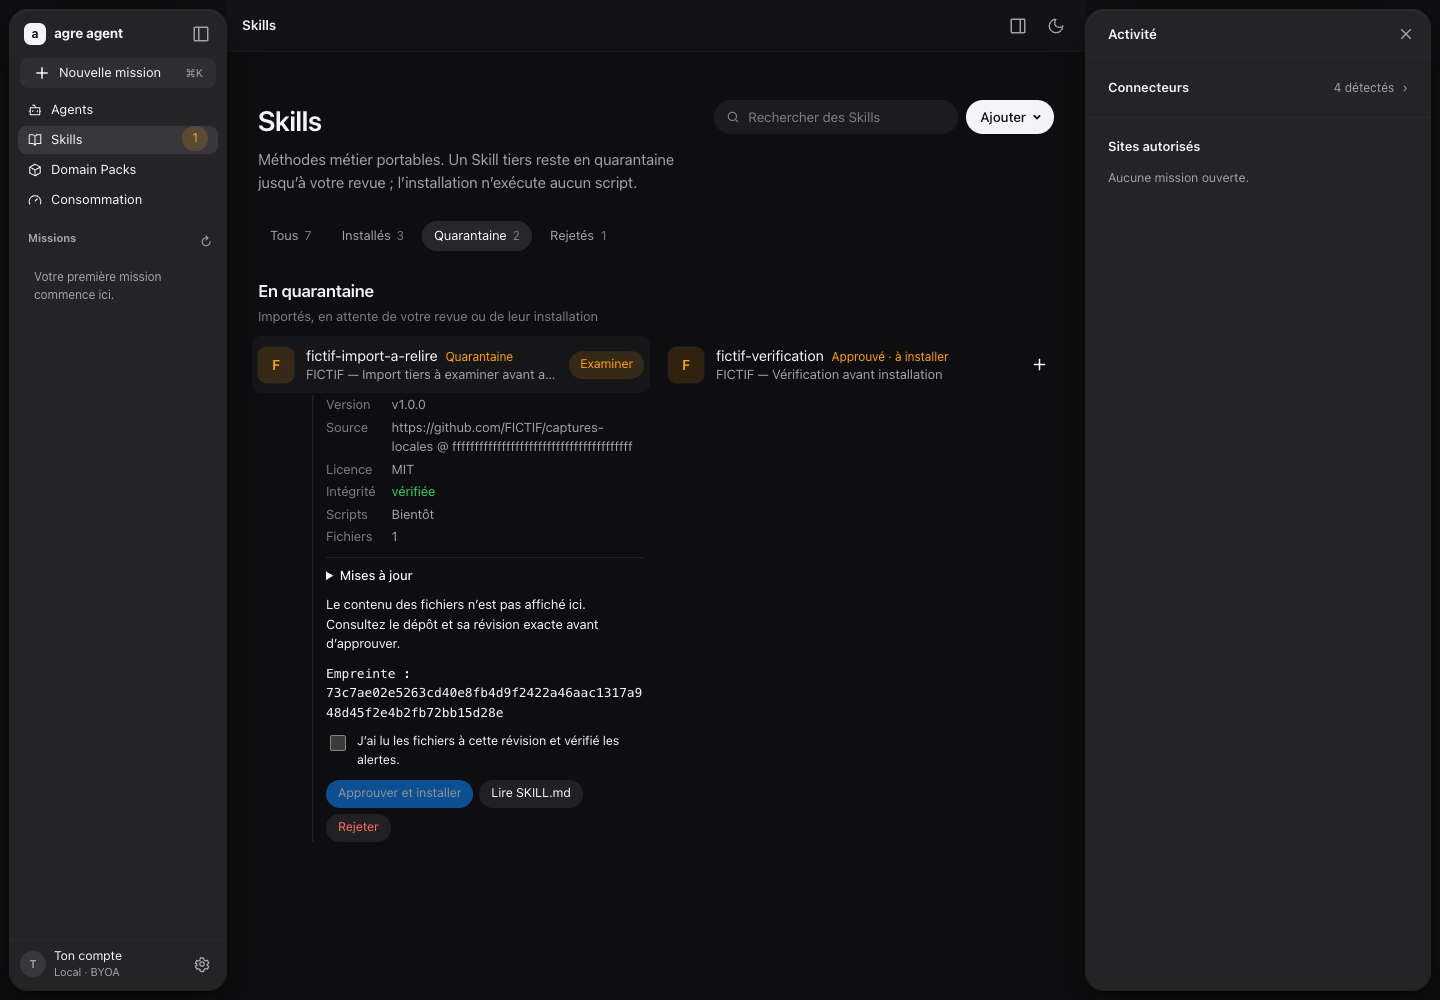 a agre agent
Nouvelle mission ⌘K
Agents
Skills 1
Domain Packs
Consommation
Missions
Votre première mission
commence ici.
Ton compte
T
Local · BYOA
Skills
Skills
Rechercher des Skills
Ajouter
Méthodes métier portables. Un Skill tiers reste en quarantaine
jusqu’à votre revue ; l’installation n’exécute aucun script.
Tous 7 Installés 3 Quarantaine 2 Rejetés 1
En quarantaine
Importés, en attente de votre revue ou de leur installation
F fictif-import-a-relire Quarantaine
FICTIF — Import tiers à examiner avant a…
Examiner
Version v1.0.0
Source https://github.com/FICTIF/captures-
locales @ ffffffffffffffffffffffffffffffffffffffff
Licence MIT
Intégrité vérifiée
Scripts Bientôt
Fichiers 1
Mises à jour
Le contenu des fichiers n’est pas affiché ici.
Consultez le dépôt et sa révision exacte avant
d’approuver.
Empreinte :
73c7ae02e5263cd40e8fb4d9f2422a46aac1317a9
48d45f2e4b2fb72bb15d28e
J’ai lu les fichiers à cette révision et vérifié les
alertes.
Approuver et installer Lire SKILL.md
Rejeter
F fictif-verification Approuvé · à installer
FICTIF — Vérification avant installation
Activité
Connecteurs 4 détectés ›
Sites autorisés
Aucune mission ouverte.